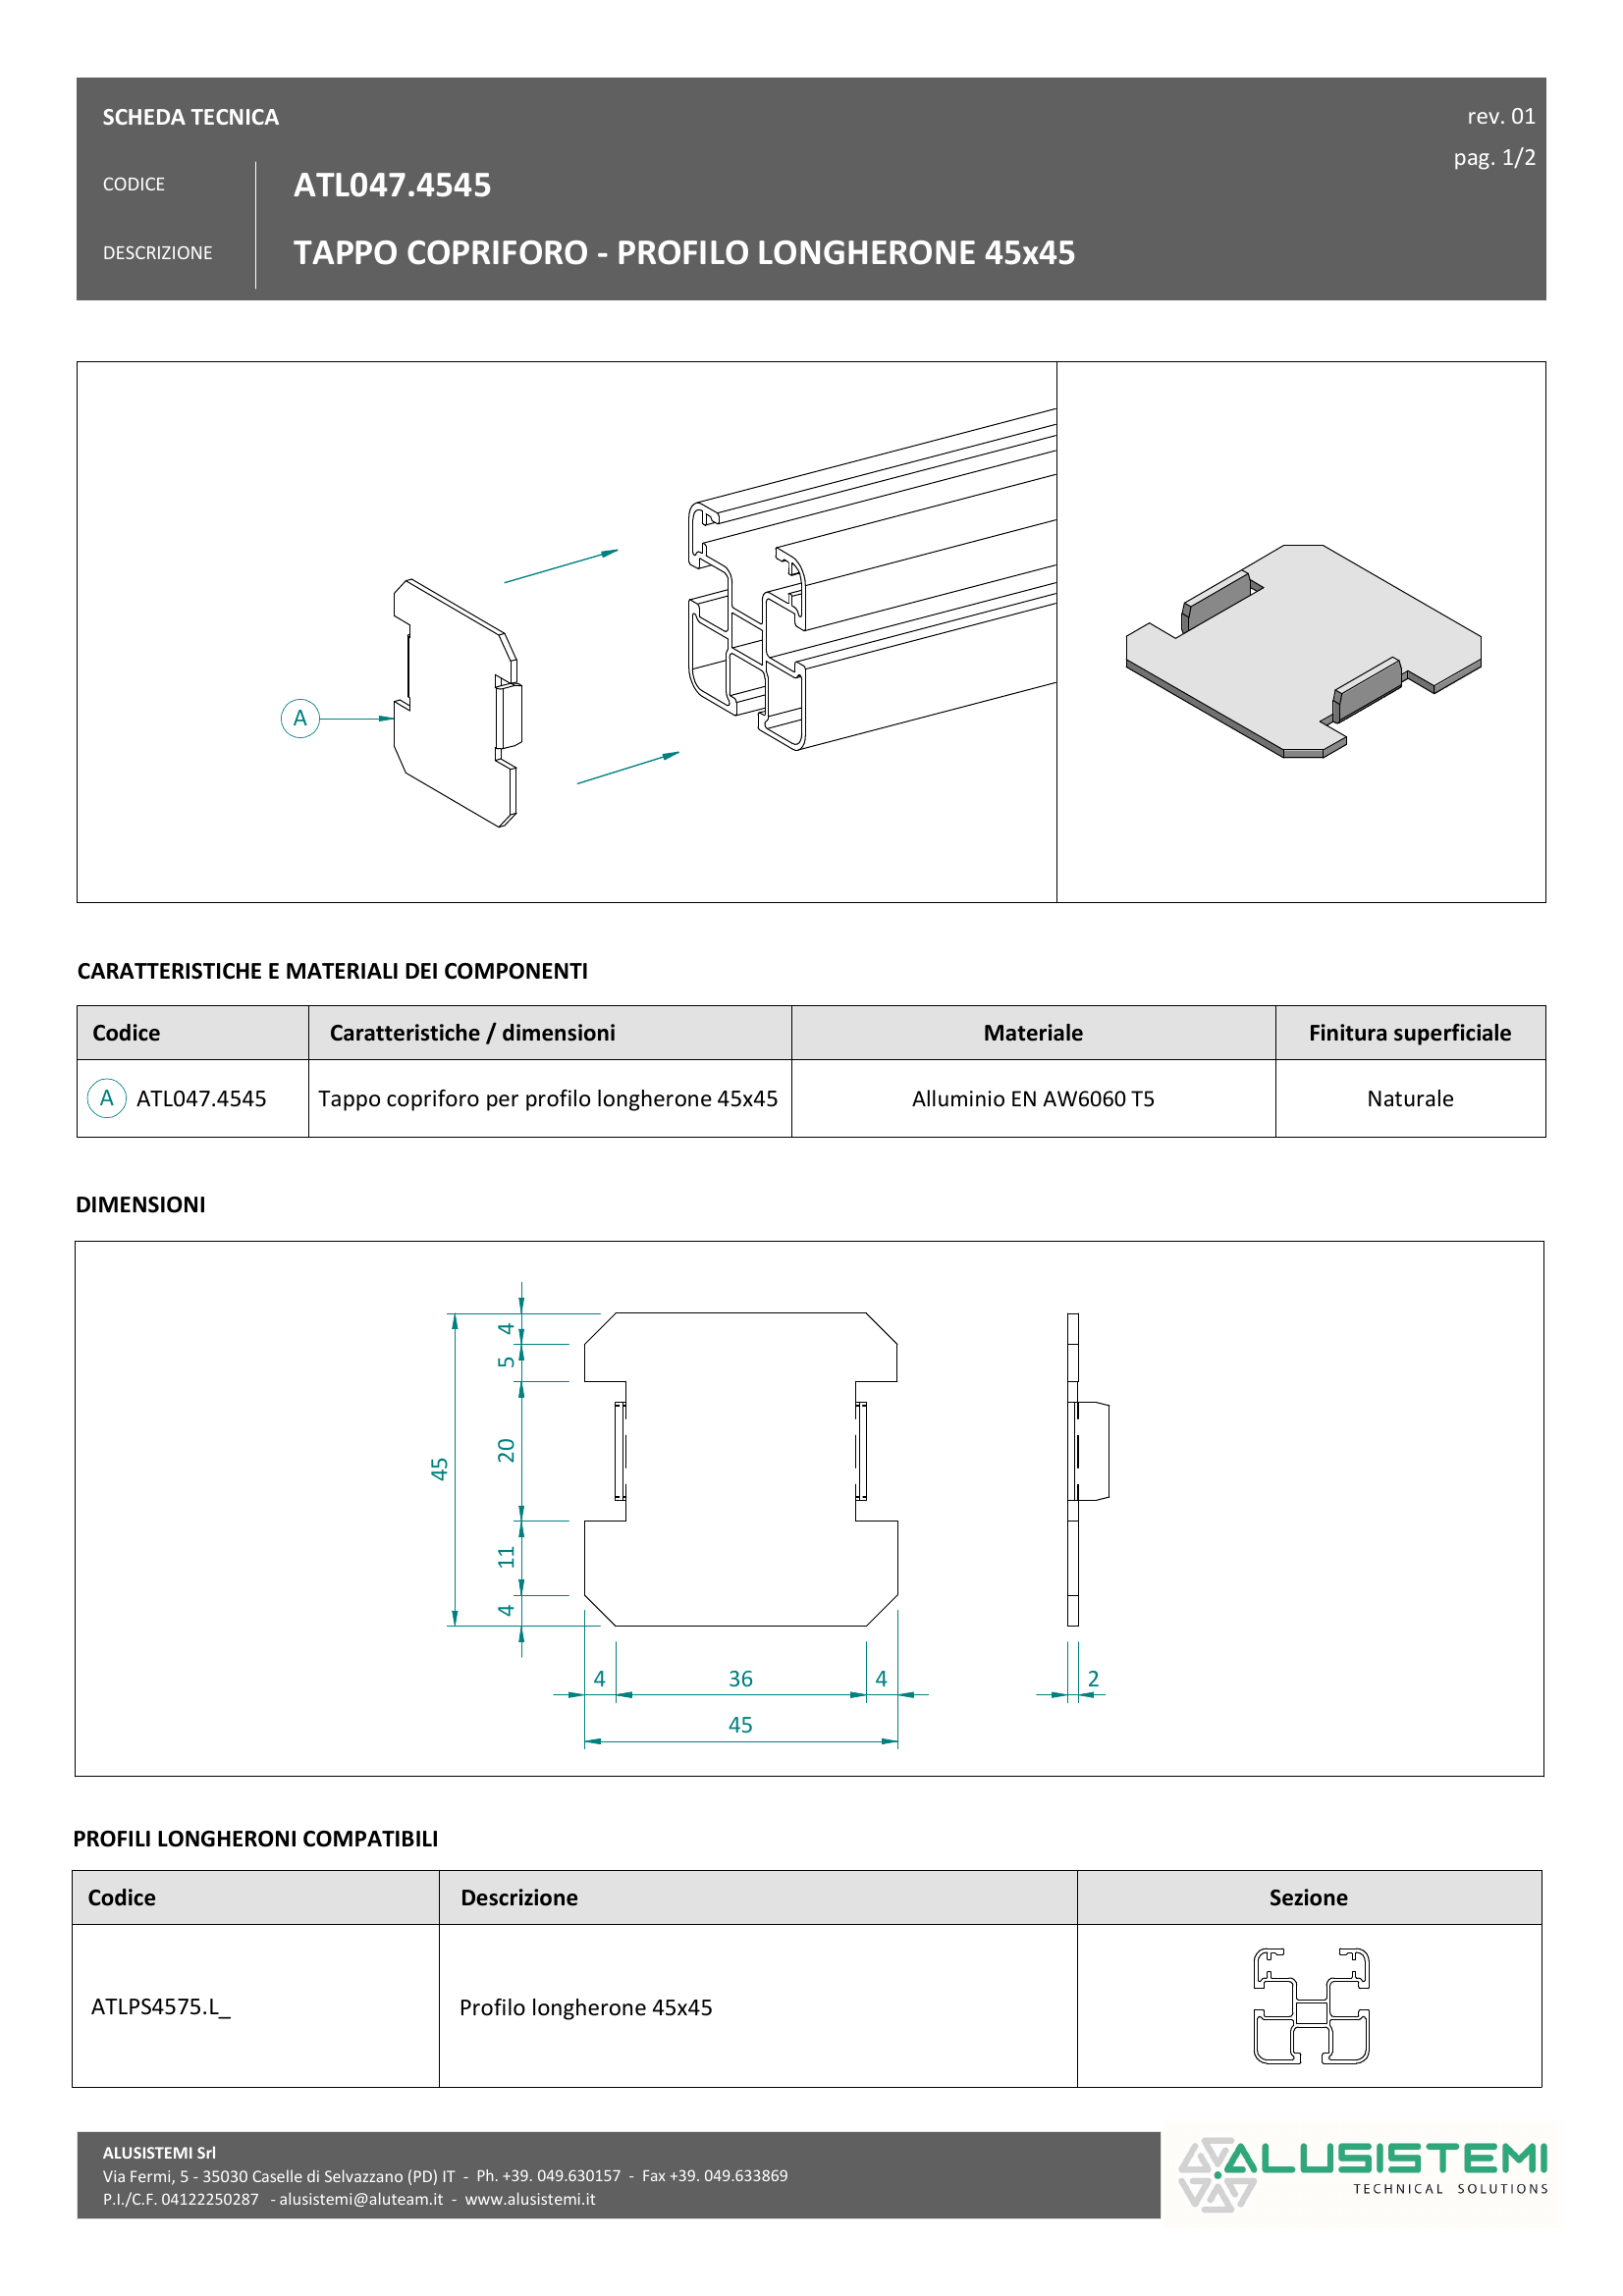 SCHEDA TECNICA
rev. 01
pag. 1/2
CODICE
ATL047.4545
DESCRIZIONE
TAPPO COPRIFORO - PROFILO LONGHERONE 45x45
A
CARATTERISTICHE E MATERIALI DEI COMPONENTI
Codice Caratteristiche / dimensioni Materiale Finitura superficiale
A ATL047.4545 Tappo copriforo per profilo longherone 45x45 Alluminio EN AW6060 T5 Naturale
DIMENSIONI
4
5
20
45
11
4
4 36 4 2
45
PROFILI LONGHERONI COMPATIBILI
Codice Descrizione Sezione
ATLPS4575.L_ Profilo longherone 45x45
ALUSISTEMI Srl
Via Fermi, 5 - 35030 Caselle di Selvazzano (PD) IT - Ph. +39. 049.630157 - Fax +39. 049.633869
P.I./C.F. 04122250287 - alusistemi@aluteam.it - www.alusistemi.it
ALUSISTEMI
TECHNICAL SOLUTIONS